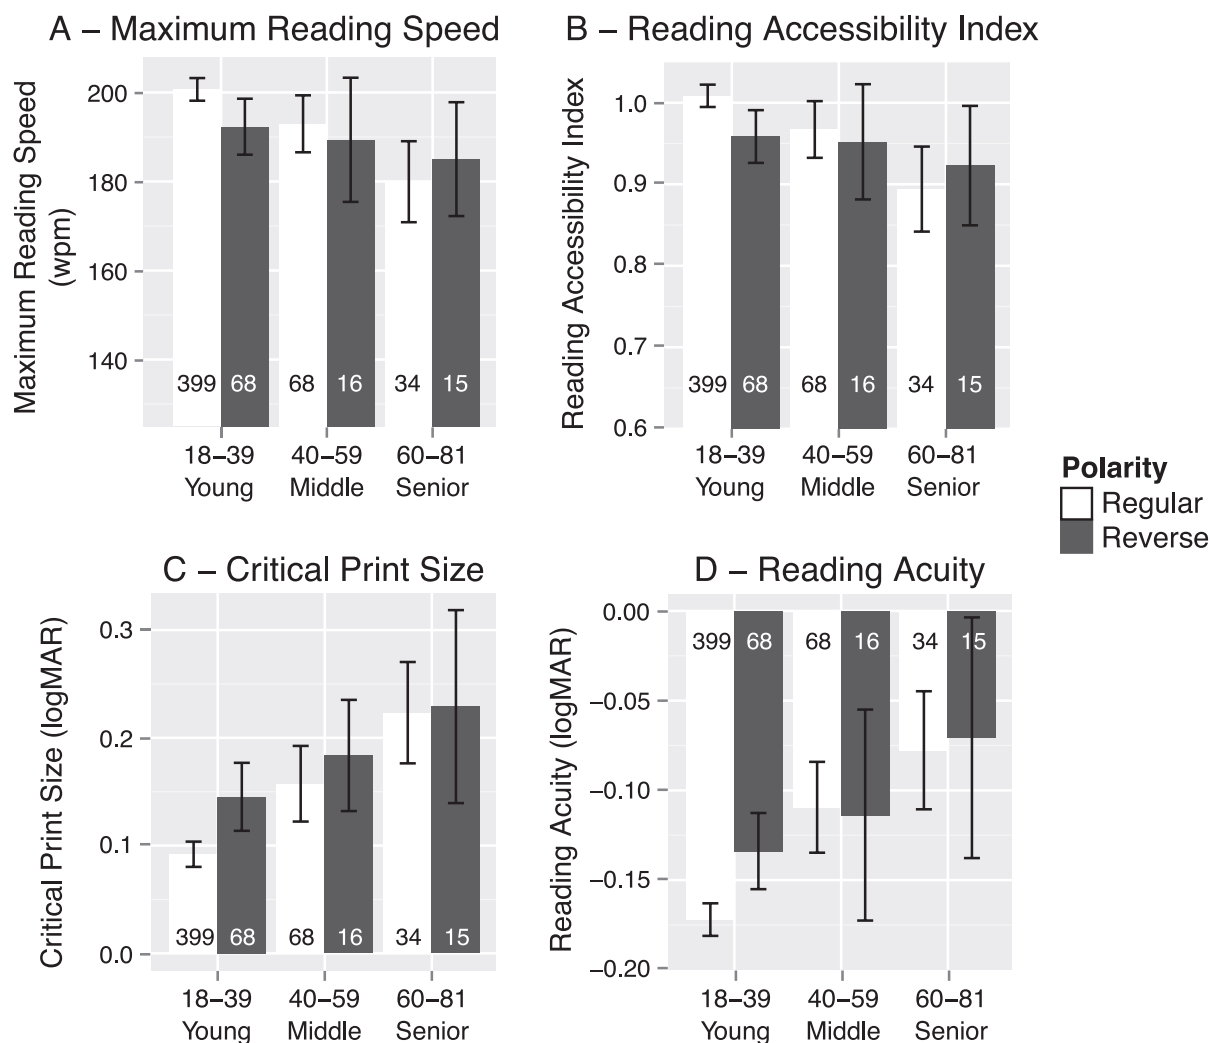 A – Maximum Reading Speed
Maximum Reading Speed
(wpm)
200
180
160
140
399 68 68 16 34 15
18–39 40–59 60–81
Young Middle Senior
B – Reading Accessibility Index
Reading Accessibility Index
1.0
0.9
0.8
0.7
0.6
399 68 68 16 34 15
18–39 40–59 60–81
Young Middle Senior
Polarity
Regular
Reverse
C – Critical Print Size
Critical Print Size (logMAR)
0.3
0.2
0.1
0.0
399 68 68 16 34 15
18–39 40–59 60–81
Young Middle Senior
D – Reading Acuity
Reading Acuity (logMAR)
0.00
−0.05
−0.10
−0.15
−0.20
399 68 68 16 34 15
18–39 40–59 60–81
Young Middle Senior